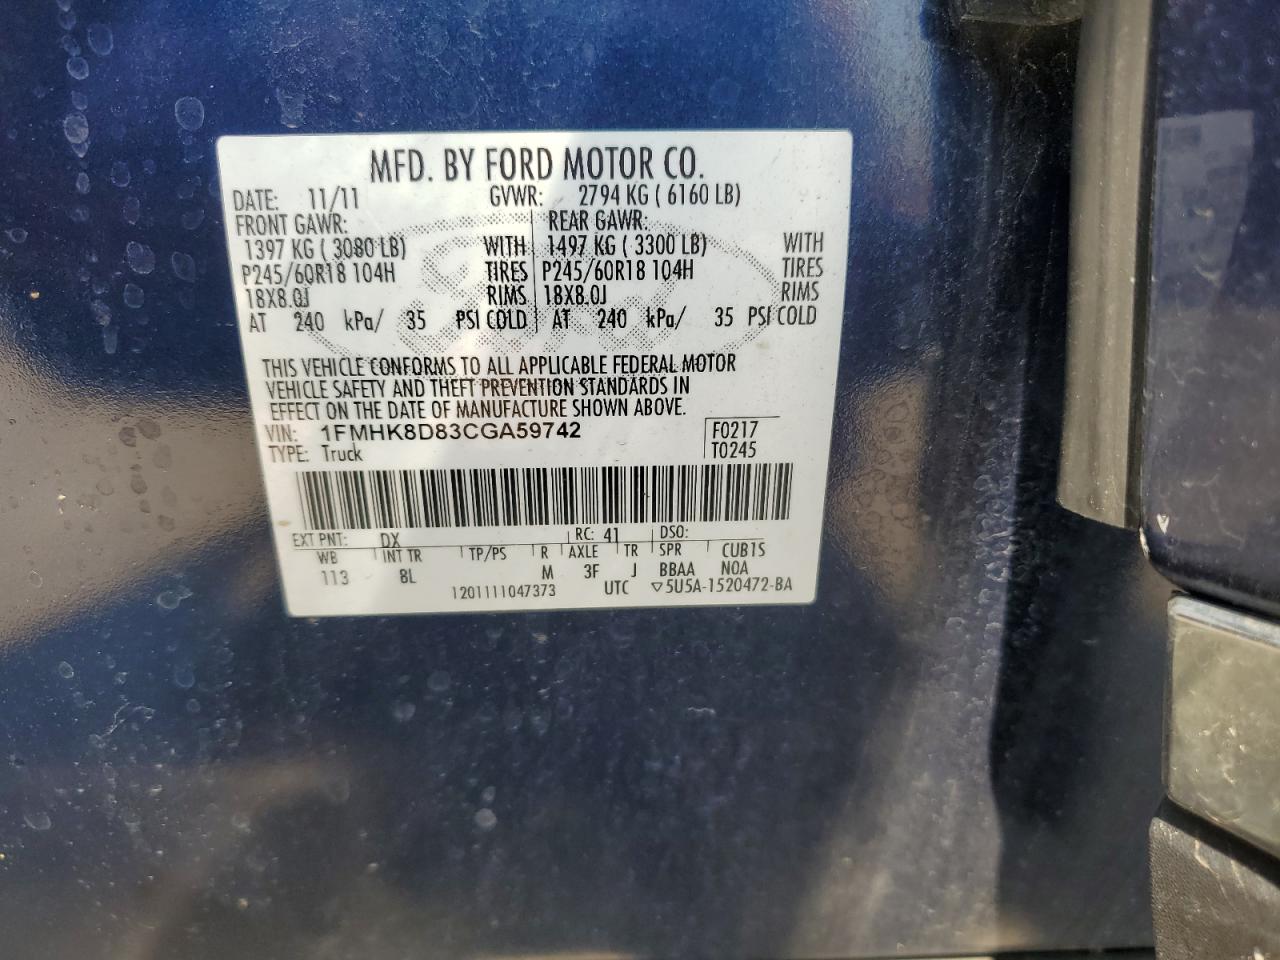 MFD. BY FORD MOTOR CO.
DATE: 11/11 GVWR: 2794 KG ( 6160 LB)
FRONT GAWR: REAR GAWR:
1397 KG ( 3080 LB) WITH 1497 KG ( 3300 LB) WITH
P245/60R18 104H TIRES P245/60R18 104H TIRES
18X8.0J RIMS 18X8.0J RIMS
AT 240 kPa/ 35 PSI COLD AT 240 kPa/ 35 PSI COLD
THIS VEHICLE CONFORMS TO ALL APPLICABLE FEDERAL MOTOR
VEHICLE SAFETY AND THEFT PREVENTION STANDARDS IN
EFFECT ON THE DATE OF MANUFACTURE SHOWN ABOVE.
VIN: 1FMHK8D83CGA59742 F0217
TYPE: Truck T0245
EXT PNT: DX RC: 41 DSO:
WB INT TR TP/PS R AXLE TR SPR CUB1S
113 8L M 3F J BBAA NOA
1201111047373 UTC ▽5U5A-1520472-BA